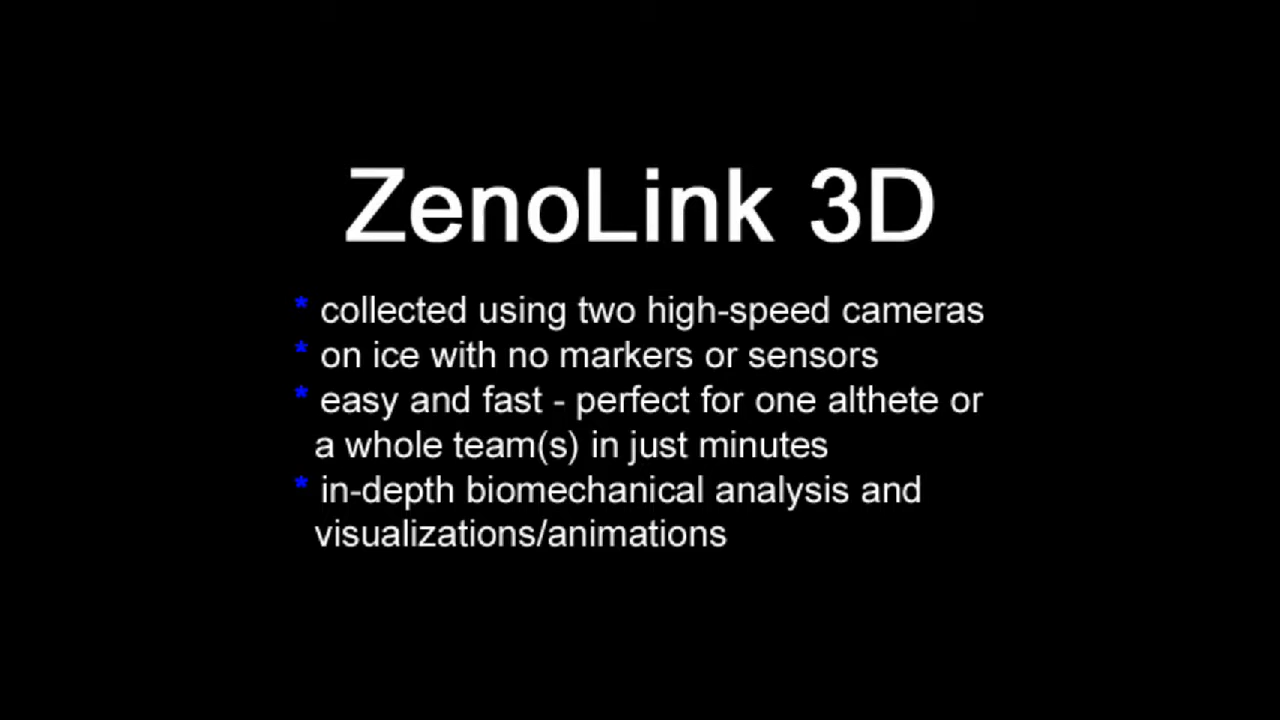 ZenoLink 3D
* collected using two high-speed cameras
* on ice with no markers or sensors
* easy and fast - perfect for one althete or
a whole team(s) in just minutes
* in-depth biomechanical analysis and
visualizations/animations